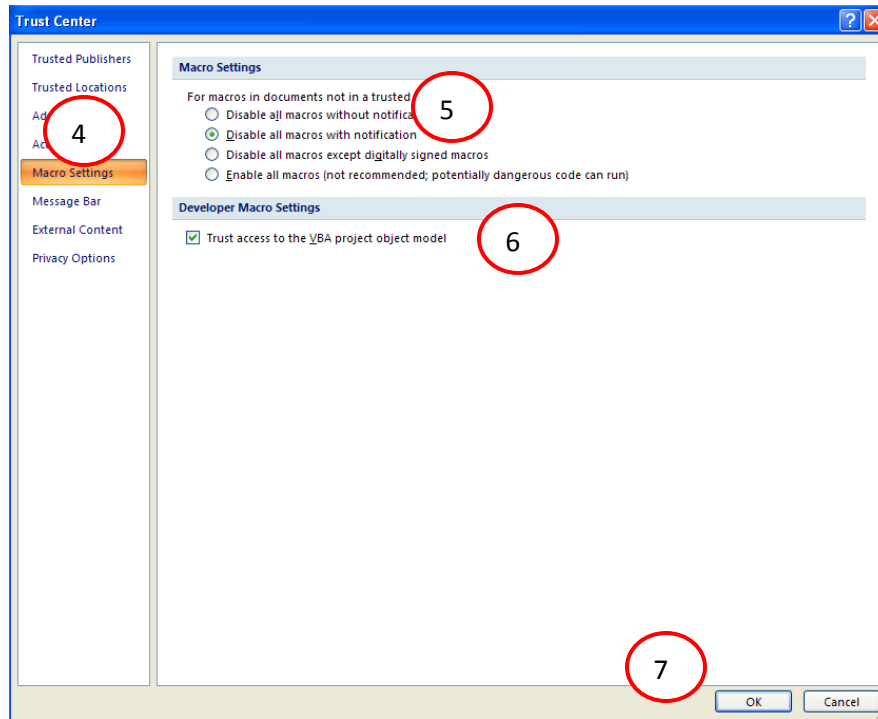 Trust Center
Trusted Publishers
Trusted Locations
4
Macro Settings
Message Bar
External Content
Privacy Options
Macro Settings
For macros in documents not in a trusted
5
Disable all macros without
Disable all macros with notification
Disable all macros except digitally signed macros
Enable all macros (not recommended; potentially dangerous code can run)
Developer Macro Settings
Trust access to the VBA project object model
6
7
OK
Cancel